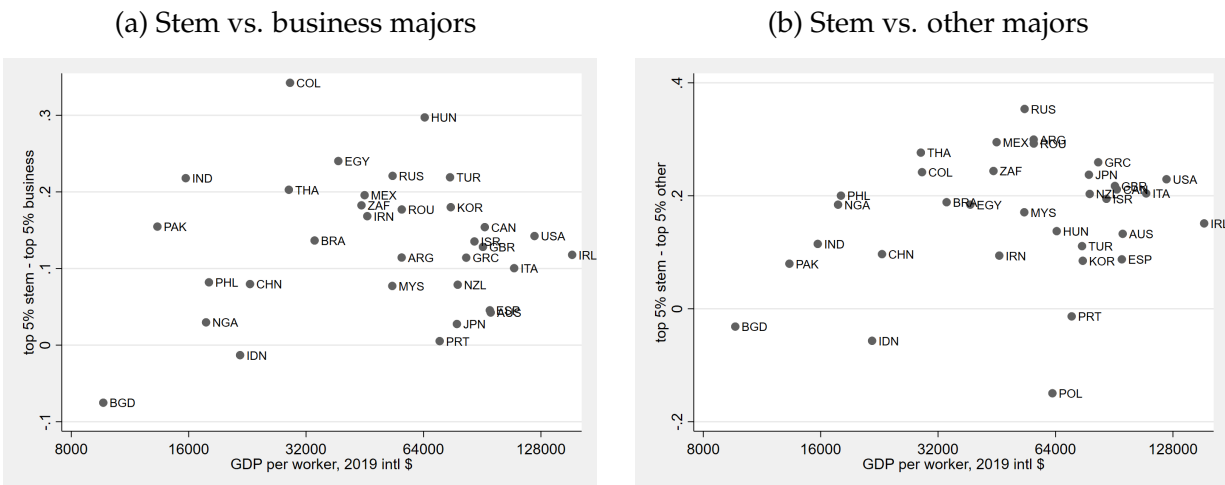 (a) Stem vs. business majors
top 5% stem - top 5% business
.3
.2
.1
0
-.1
COL
HUN
EGY
IND
RUS
TUR
THA
MEX
ZAF
ROU
KOR
IRN
PAK
CAN
BRA
USA
ISR
GBR
ARG
GRC
IRL
ITA
PHL
CHN
MYS
NZL
ESP
AUS
NGA
JPN
PRT
IDN
BGD
8000 16000 32000 64000 128000
GDP per worker, 2019 intl $
(b) Stem vs. other majors
top 5% stem - top 5% other
.4
.2
0
-.2
RUS
MEX
ARG
ROU
THA
GRC
COL
ZAF
JPN
USA
GBR
CAN
PHL
NZL
ITA
ISR
NGA
BRA
EGY
MYS
IRL
HUN
AUS
IND
TUR
CHN
IRN
PAK
KOR
ESP
PRT
BGD
IDN
POL
8000 16000 32000 64000 128000
GDP per worker, 2019 intl $